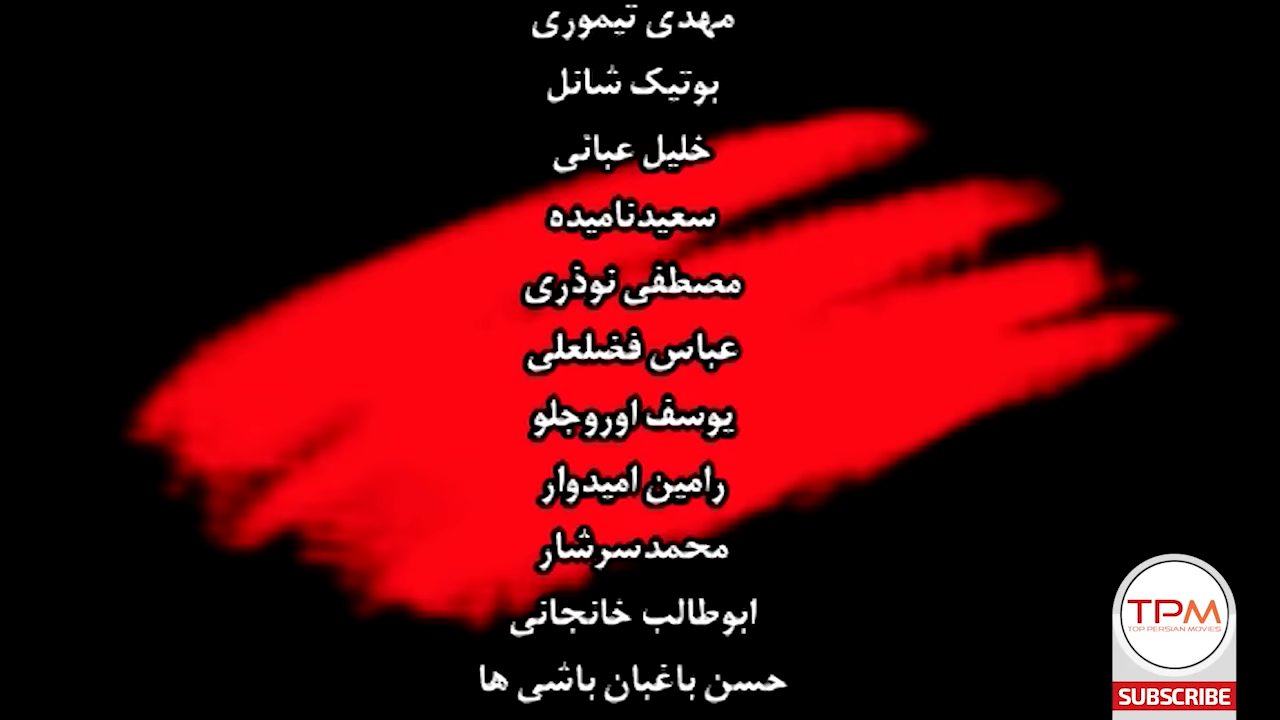 مهدی تیموری
بوتیک شانل
خلیل عبائی
سعیدنامیده
مصطفی نوذری
عباس فضلعلی
یوسف اوروجلو
رامین امیدوار
محمدسرشار
ابوطالب خانجانی
حسن باغبان باشی ها
TPM
TOP PERSIAN MOVIES
SUBSCRIBE